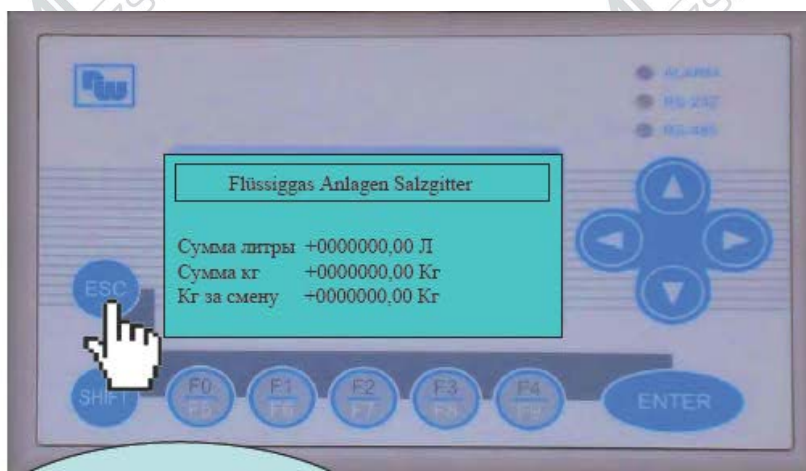 ALARM
RS-232
RS-485
Flüssiggas Anlagen Salzgitter
Сумма литры +0000000,00 Л
Сумма кг +0000000,00 Кг
Кг за смену +0000000,00 Кг
ESC
SHIFT
F0 F1 F2 F3 F4
F5 F6 F7 F8 F9
ENTER